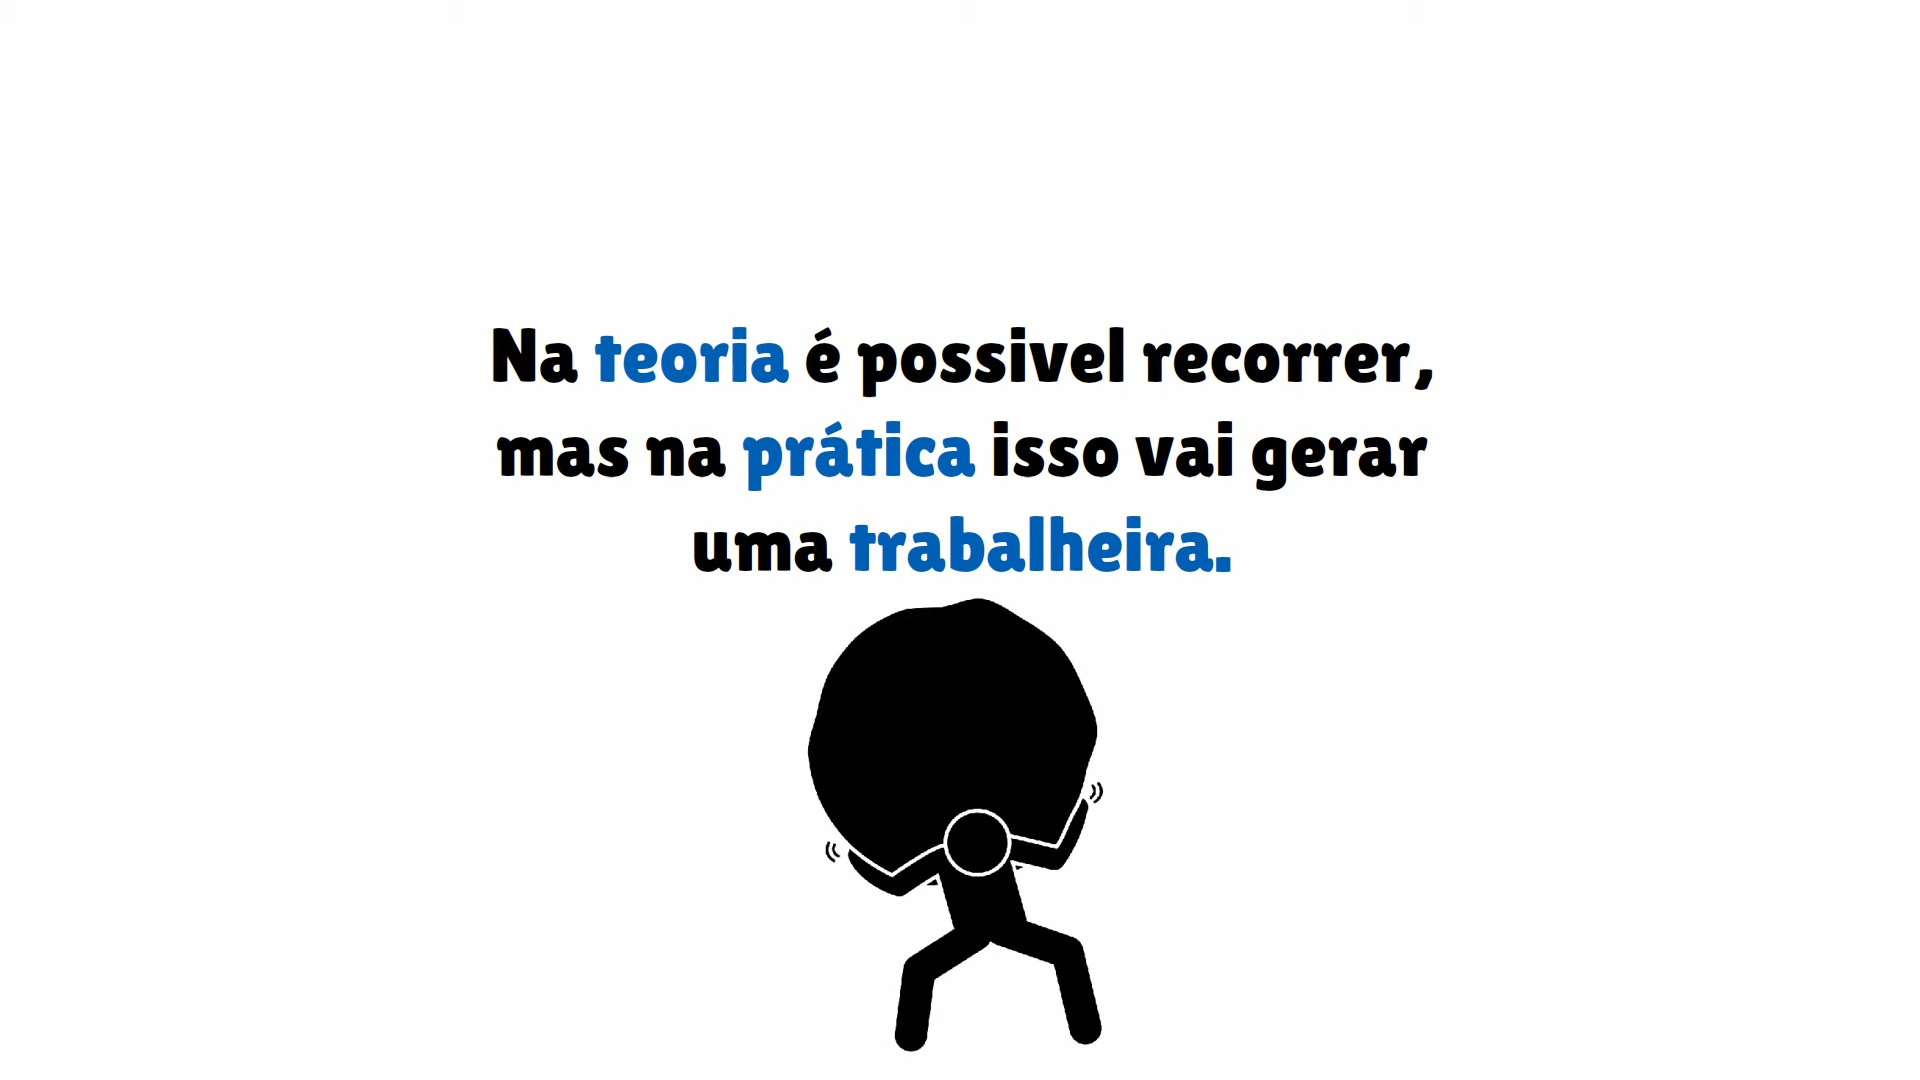 Na teoria é possivel recorrer,
mas na prática isso vai gerar
uma trabalheira.